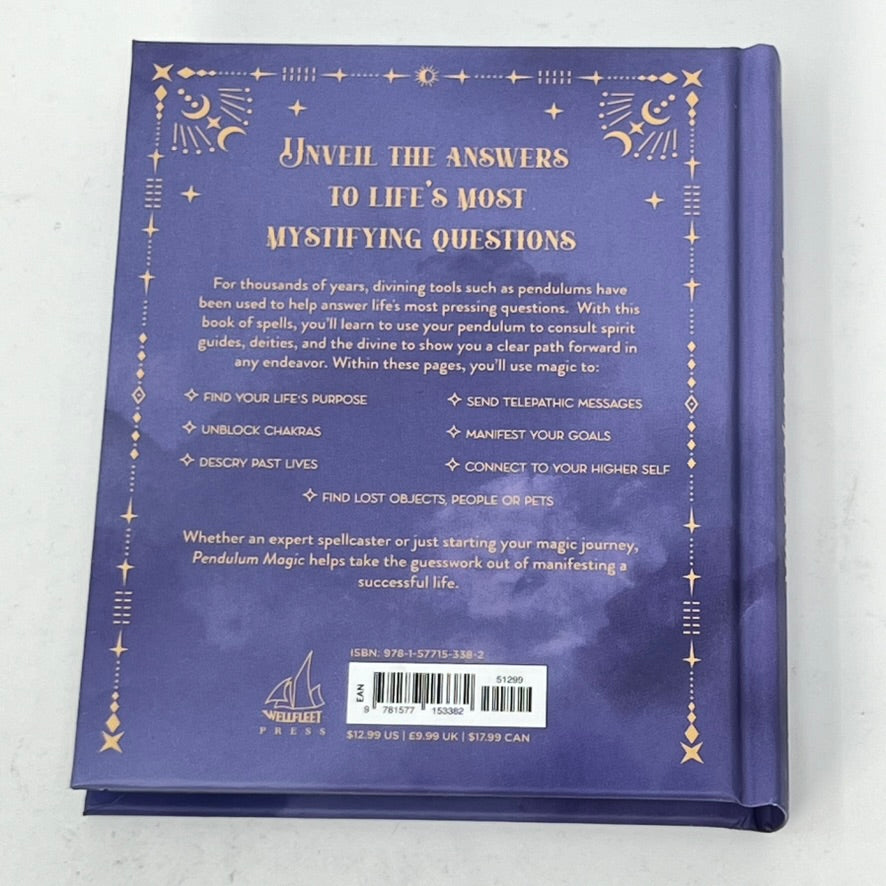 UNVEIL THE ANSWERS
TO LIFE'S MOST
MYSTIFYING QUESTIONS
For thousands of years, divining tools such as pendulums have
been used to help answer life's most pressing questions. With this
book of spells, you'll learn to use your pendulum to consult spirit
guides, deities, and the divine to show you a clear path forward in
any endeavor. Within these pages, you'll use magic to:
FIND YOUR LIFE'S PURPOSE
SEND TELEPATHIC MESSAGES
UNBLOCK CHAKRAS
MANIFEST YOUR GOALS
DESCRY PAST LIVES
CONNECT TO YOUR HIGHER SELF
FIND LOST OBJECTS, PEOPLE OR PETS
Whether an expert spellcaster or just starting your magic journey,
Pendulum Magic helps take the guesswork out of manifesting a
successful life.
WELLFLEET
PRESS
ISBN: 978-1-57715-338-2
EAN
51299
9 781577 153382
$12.99 US | £9.99 UK | $17.99 CAN